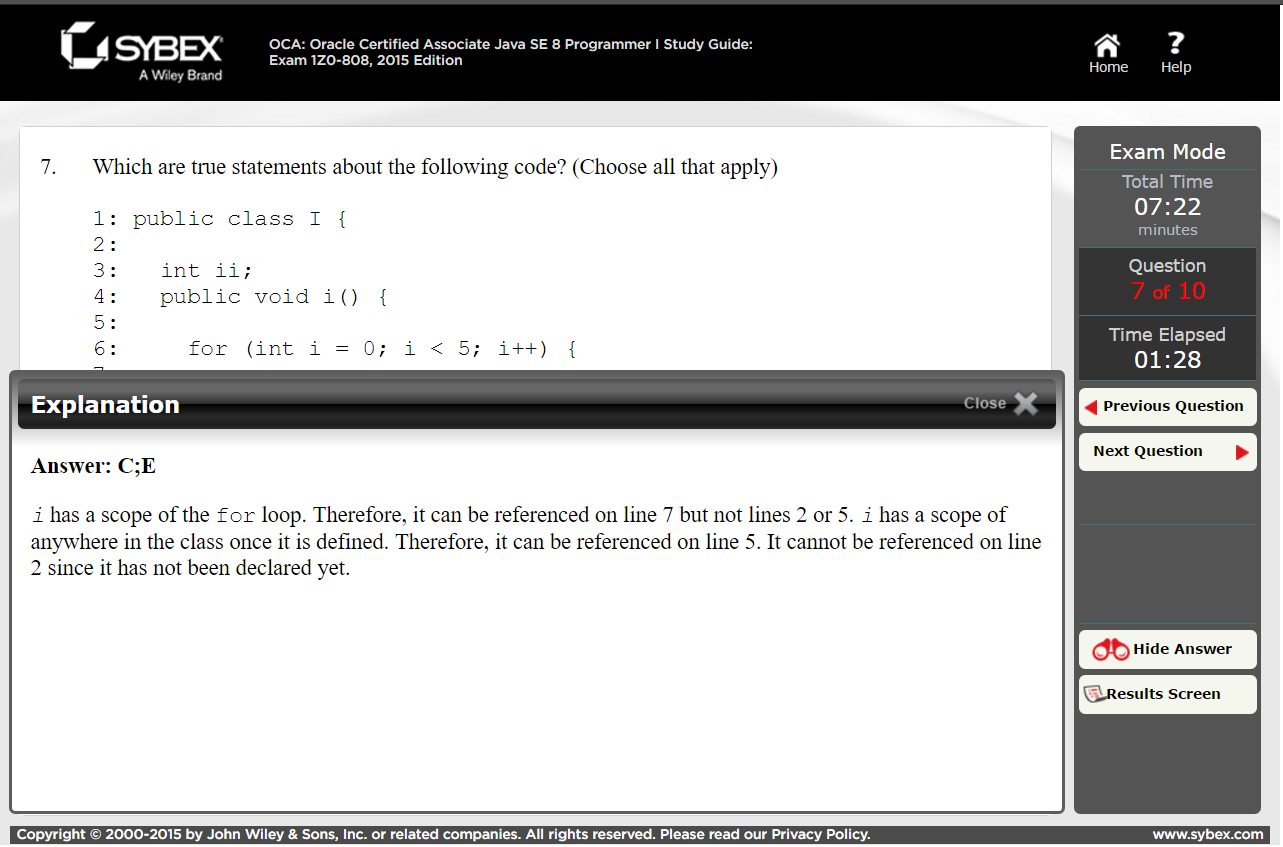 SYBEX
A Wiley Brand
OCA: Oracle Certified Associate Java SE 8 Programmer I Study Guide:
Exam 1Z0-808, 2015 Edition
Home
Help
7. Which are true statements about the following code? (Choose all that apply)
1: public class I {
2:
3: int ii;
4: public void i() {
5:
6: for (int i = 0; i < 5; i++) {
Explanation
Close
Answer: C;E
i has a scope of the for loop. Therefore, it can be referenced on line 7 but not lines 2 or 5. i has a scope of
anywhere in the class once it is defined. Therefore, it can be referenced on line 5. It cannot be referenced on line
2 since it has not been declared yet.
Exam Mode
Total Time
07:22
minutes
Question
7 of 10
Time Elapsed
01:28
Previous Question
Next Question
Hide Answer
Results Screen
Copyright © 2000-2015 by John Wiley & Sons, Inc. or related companies. All rights reserved. Please read our Privacy Policy.
www.sybex.com